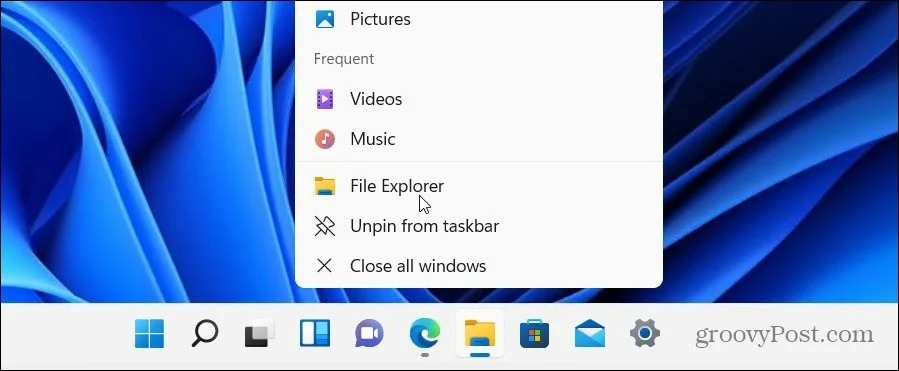 Pictures
Frequent
Videos
Music
File Explorer
Unpin from taskbar
Close all windows
groovyPost.com